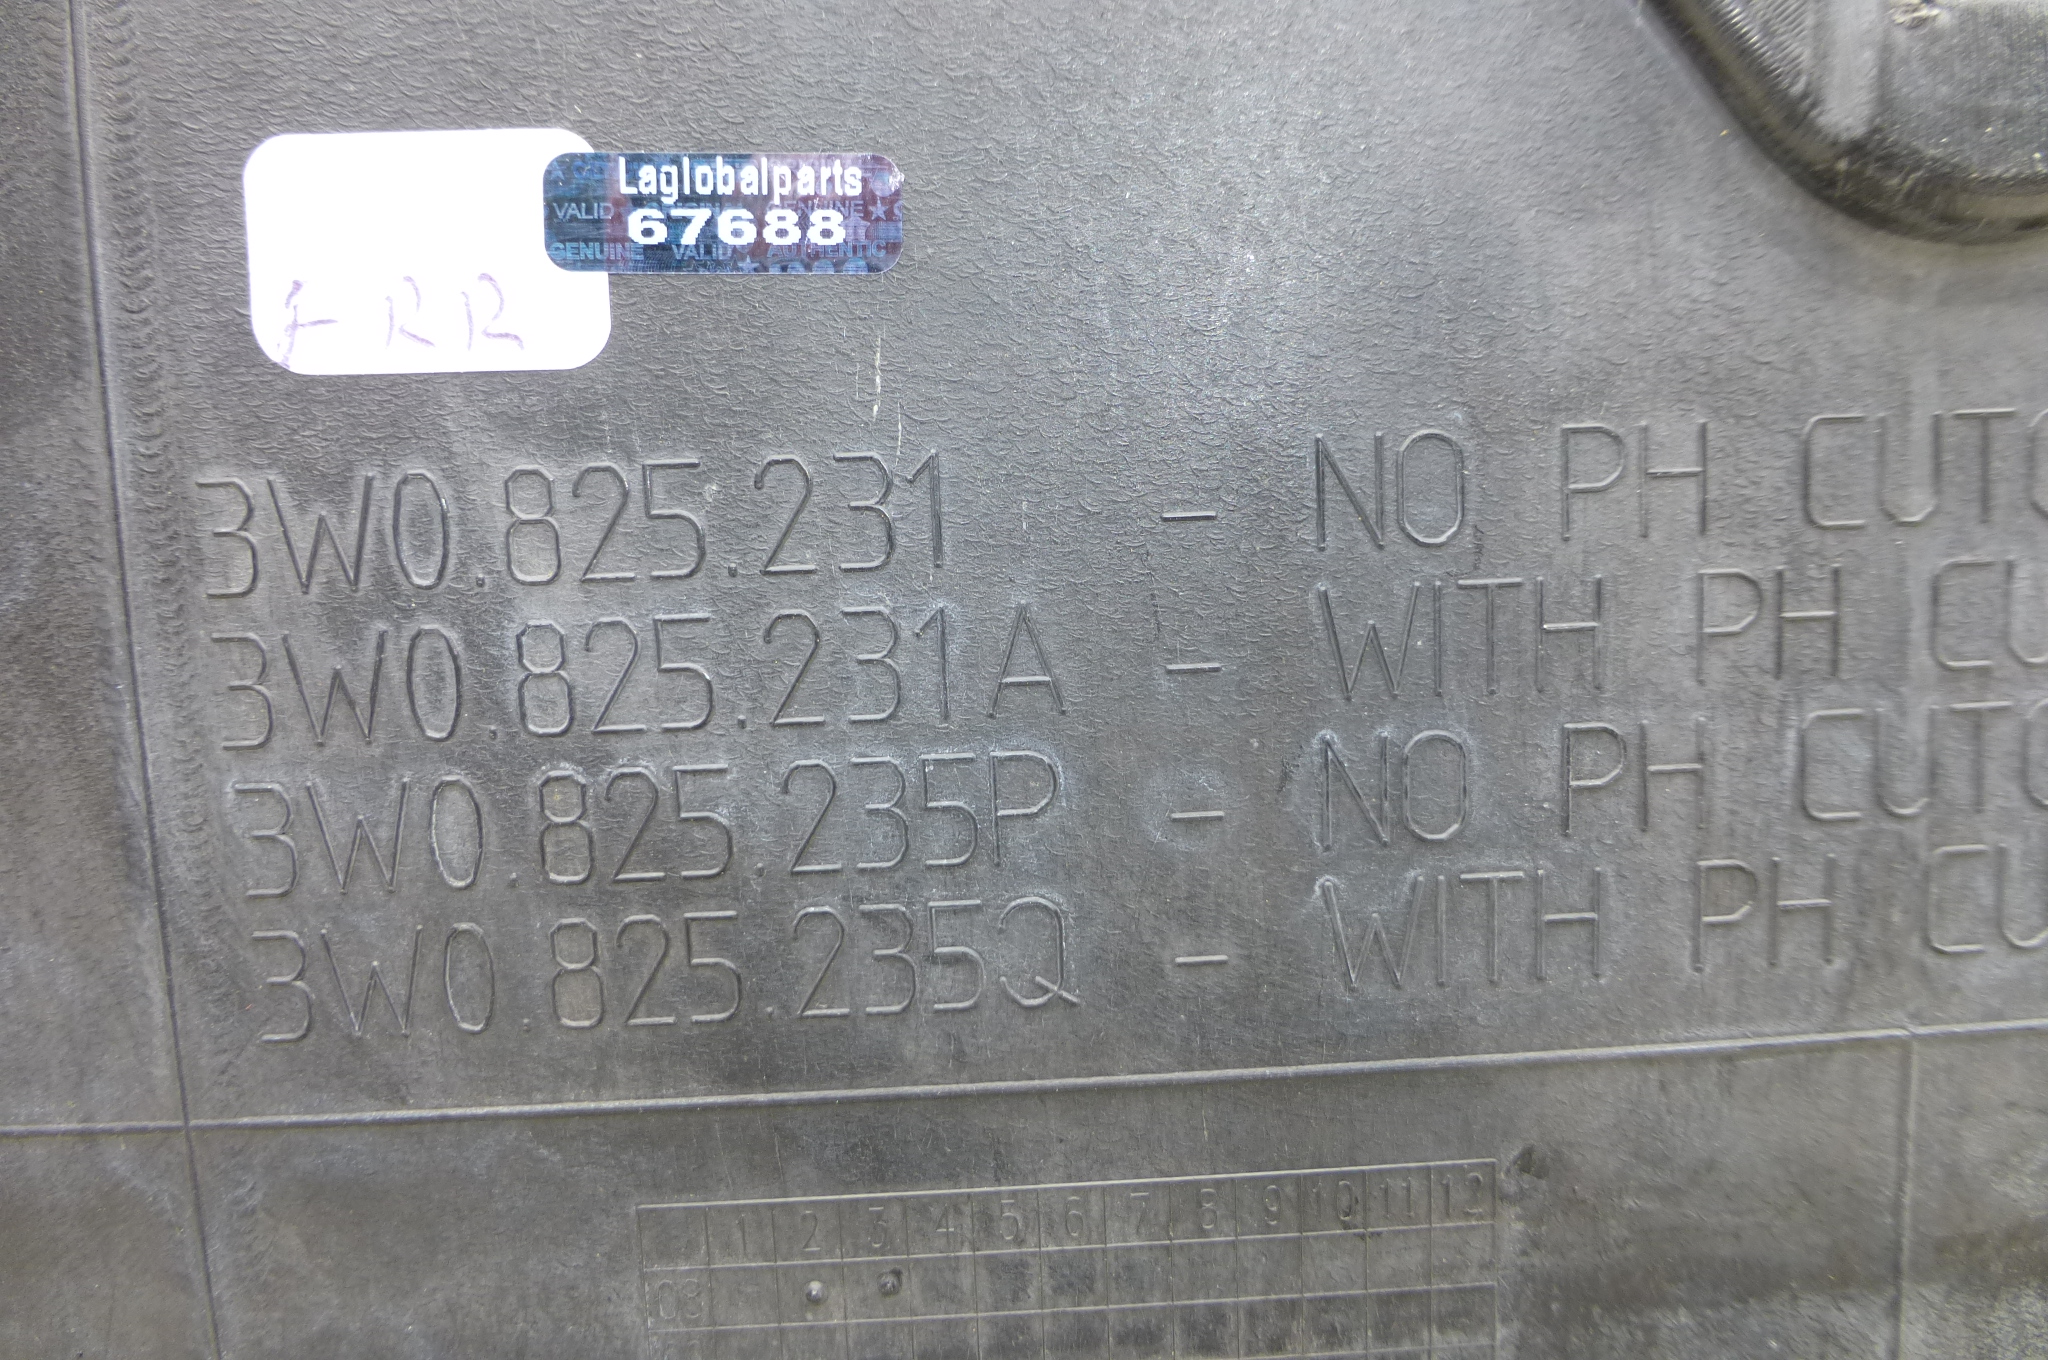 Laglobalparts
VALID ORIGINAL GENUINE
67688
GENUINE VALID AUTHENTIC
FRR
3W0.825.231 - NO PH CUTO
3W0.825.231A - WITH PH CU
3W0.825.235P - NO PH CUTO
3W0.825.235Q - WITH PH CU
1 2 3 4 5 6 7 8 9 10 11 12